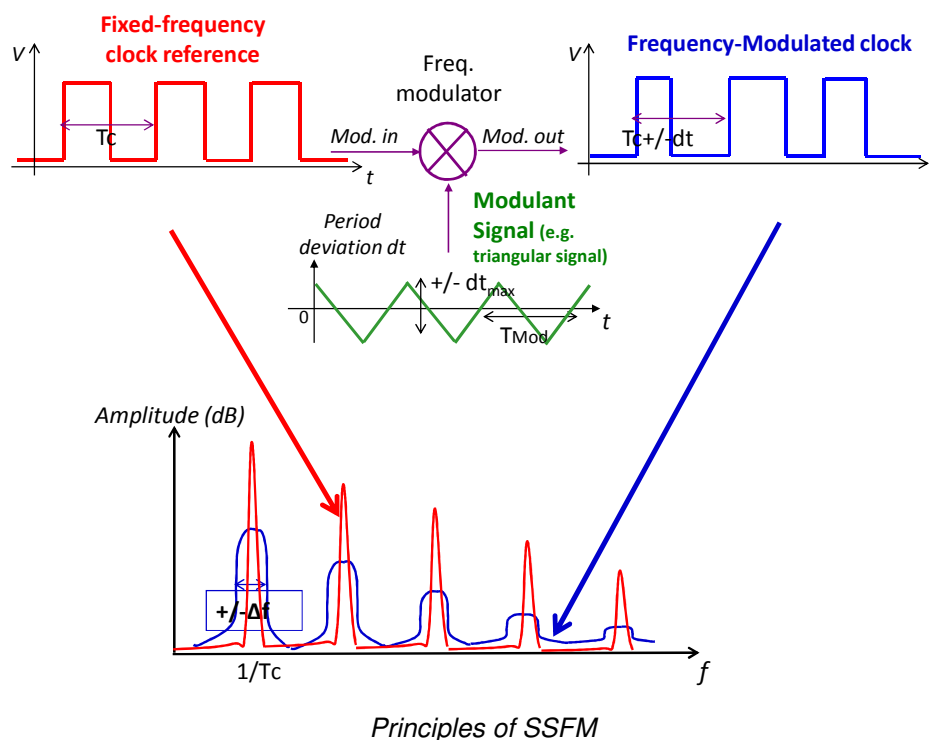 Fixed-frequency
clock reference
V
Tc
t
Freq.
modulator
Mod. in
Mod. out
Frequency-Modulated clock
V
Tc+/-dt
Modulant
Signal (e.g.
triangular signal)
Period
deviation dt
+/- dtmax
0
t
TMod
Amplitude (dB)
+/-Δf
1/Tc
f
Principles of SSFM